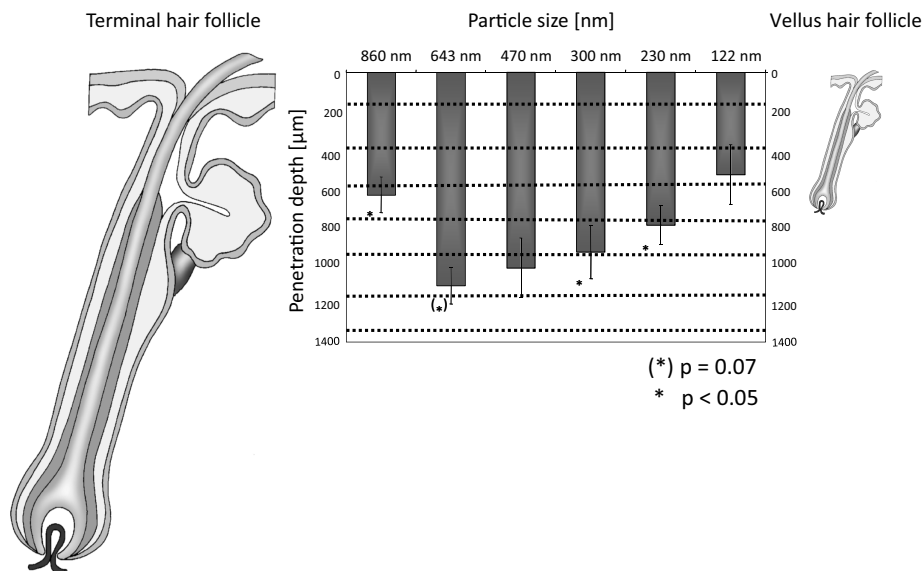 Terminal hair follicle
Particle size [nm]
Vellus hair follicle
860 nm 643 nm 470 nm 300 nm 230 nm 122 nm
Penetration depth [µm]
0
200
400
600
800
1000
1200
1400
0
200
400
600
800
1000
1200
1400
*
(*)
*
*
(*) p = 0.07
* p < 0.05